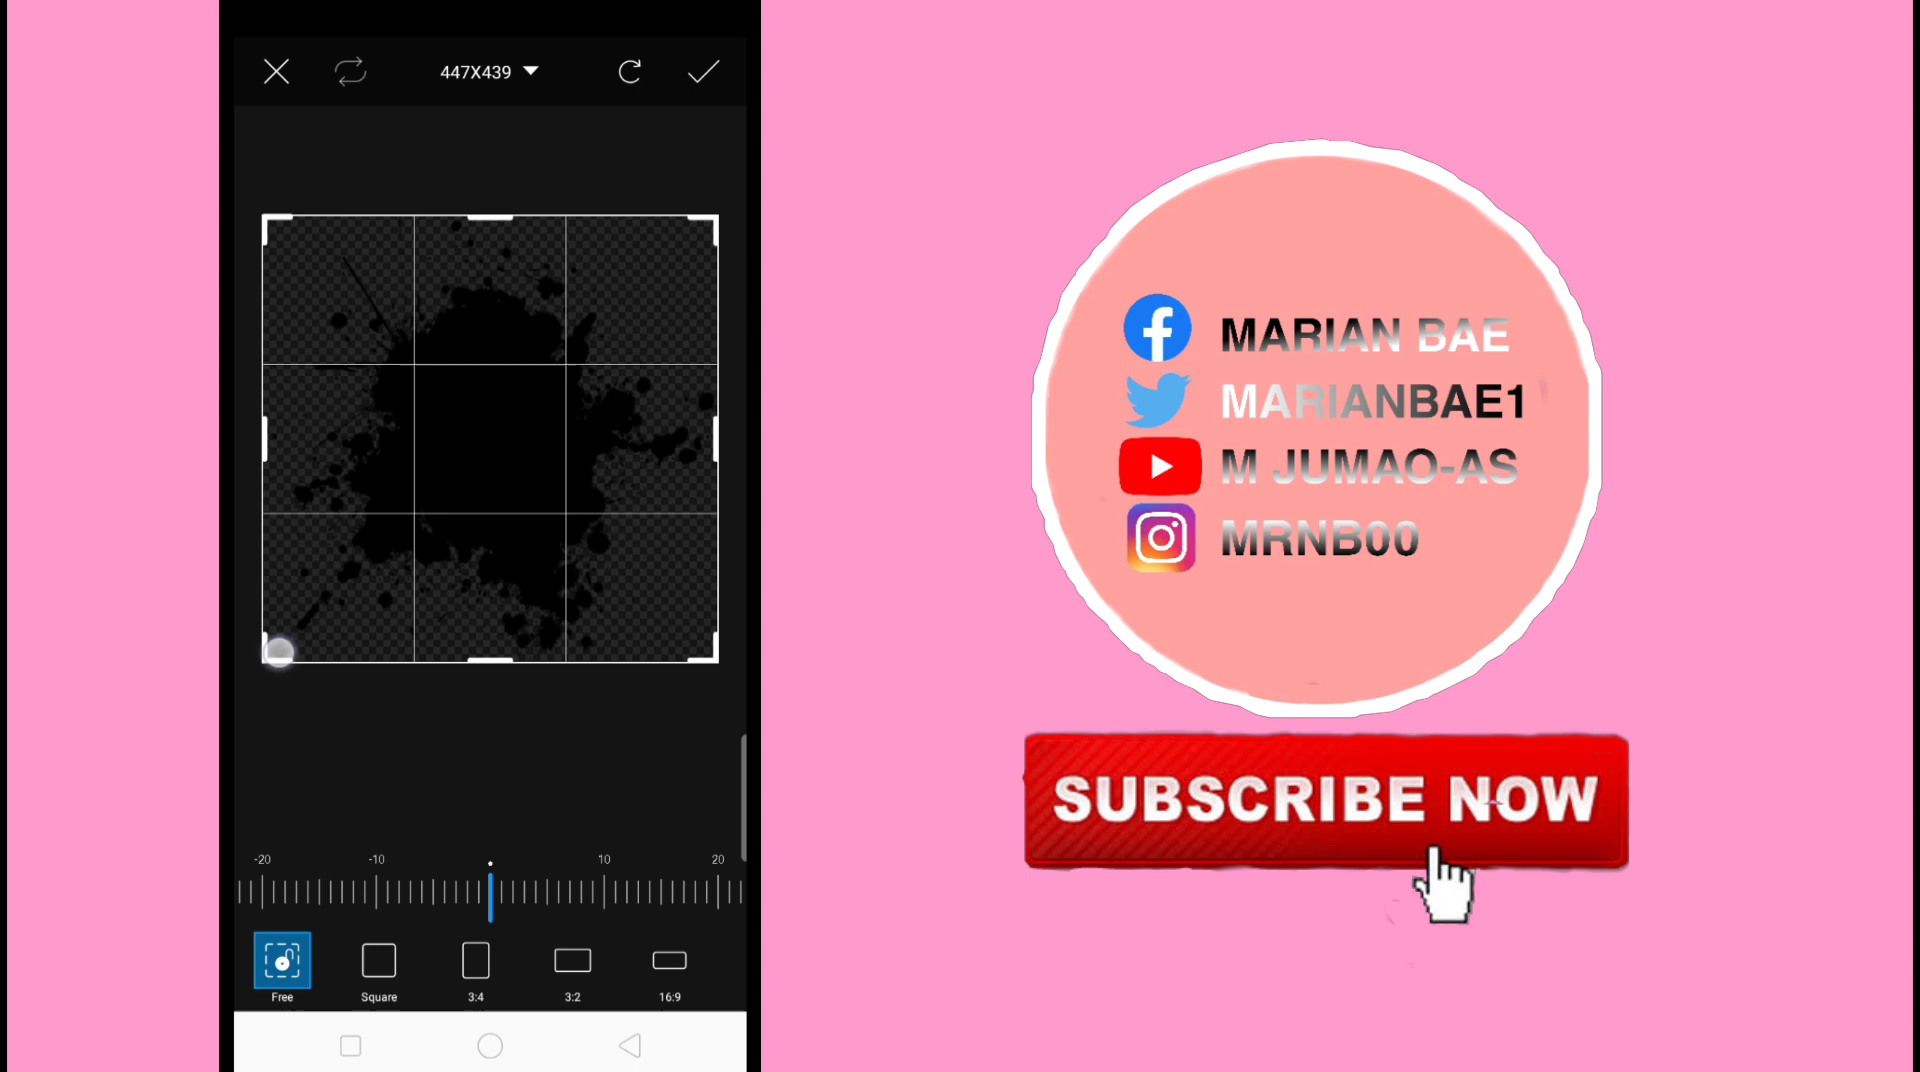 447X439
-20 -10 10 20
Free Square 3:4 3:2 16:9
MARIAN BAE
MARIANBAE1
M JUMAO-AS
MRNB00
SUBSCRIBE NOW